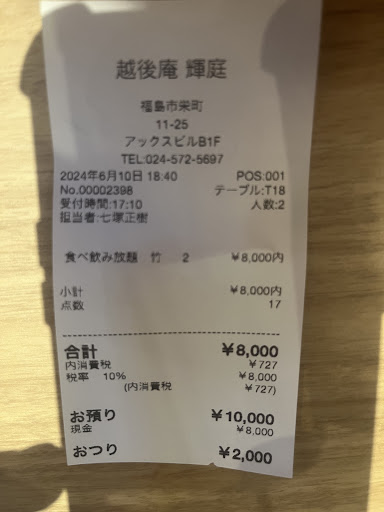 越後庵 輝庭
福島市栄町
11-25
アックスビルB1F
TEL:024-572-5697
2024年6月10日 18:40 POS:001
No.00002398 テーブル:T18
受付時間:17:10 人数:2
担当者:七塚正樹
食べ飲み放題 竹 2 ¥8,000内
小計 ¥8,000内
点数 17
合計 ¥8,000
内消費税 ¥727
税率 10% ¥8,000
(内消費税 ¥727)
お預り ¥10,000
現金 ¥8,000
おつり ¥2,000